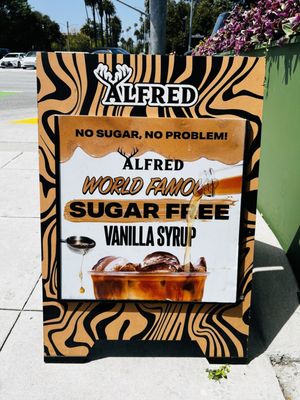 ALFRED
NO SUGAR, NO PROBLEM!
ALFRED
WORLD FAMOUS
SUGAR FREE
VANILLA SYRUP